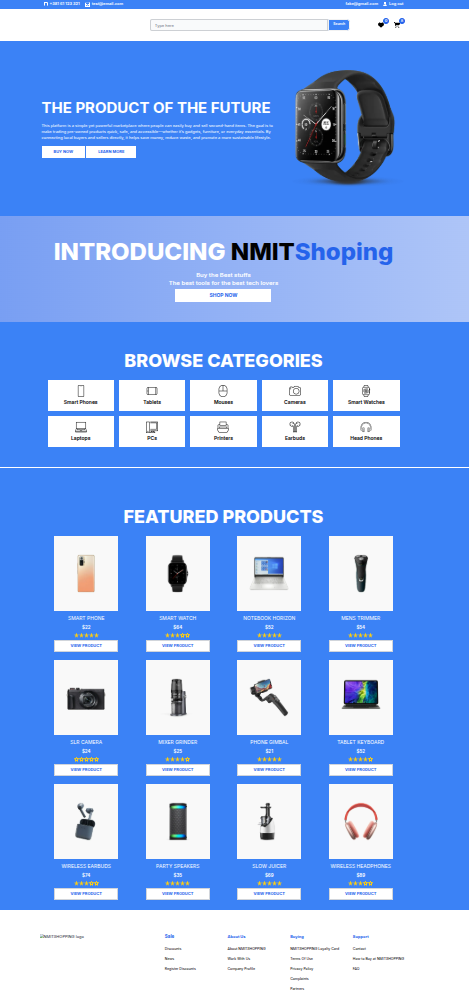 +381 61 123 321 test@email.com fake@gmail.com Log out
Type here Search 0 0
THE PRODUCT OF THE FUTURE
This platform is a simple yet powerful marketplace where people can easily buy and sell second-hand items. The goal is to
make trading pre-owned products quick, safe, and accessible—whether it's gadgets, furniture, or everyday essentials. By
connecting local buyers and sellers directly, it helps save money, reduce waste, and promote a more sustainable lifestyle.
BUY NOW LEARN MORE
INTRODUCING NMITShoping
Buy the Best stuffs
The best tools for the best tech lovers
SHOP NOW
BROWSE CATEGORIES
Smart Phones Tablets Mouses Cameras Smart Watches
Laptops PCs Printers Earbuds Head Phones
FEATURED PRODUCTS
SMART PHONE SMART WATCH NOTEBOOK HORIZON MENS TRIMMER
$22 $64 $52 $54
VIEW PRODUCT VIEW PRODUCT VIEW PRODUCT VIEW PRODUCT
SLR CAMERA MIXER GRINDER PHONE GIMBAL TABLET KEYBOARD
$24 $25 $21 $52
VIEW PRODUCT VIEW PRODUCT VIEW PRODUCT VIEW PRODUCT
WIRELESS EARBUDS PARTY SPEAKERS SLOW JUICER WIRELESS HEADPHONES
$74 $35 $69 $89
VIEW PRODUCT VIEW PRODUCT VIEW PRODUCT VIEW PRODUCT
NMITSHOPPING logo Sale About Us Buying Support
Discounts About NMITSHOPPING NMITSHOPPING Loyalty Card Contact
News Work With Us Terms Of Use How to Buy at NMITSHOPPING
Register Discounts Company Profile Privacy Policy FAQ
Complaints
Partners